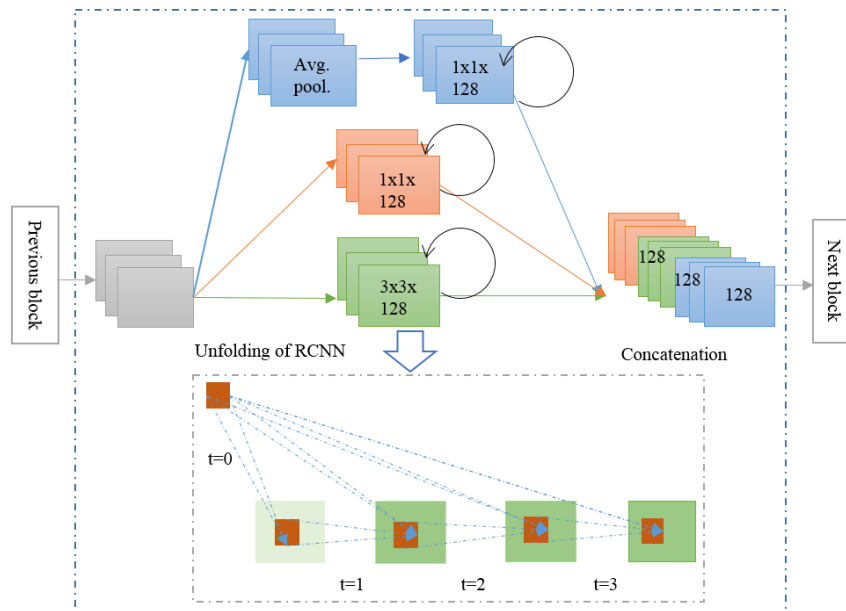 Avg.
pool.
1x1x
128
1x1x
128
Previous block
3x3x
128
128
128
128
Next block
Unfolding of RCNN
Concatenation
t=0
t=1
t=2
t=3